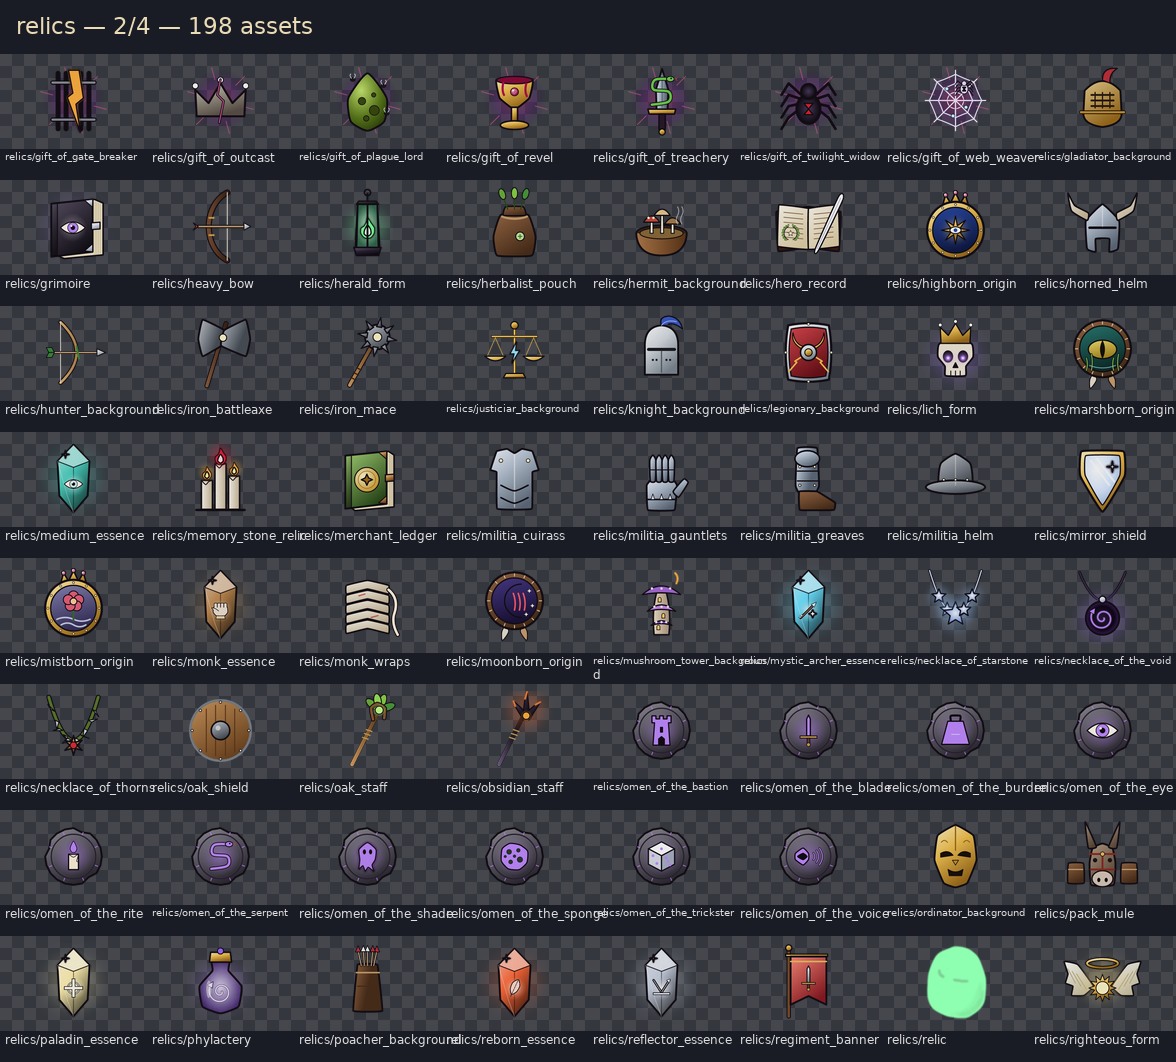 relics — 2/4 — 198 assets
relics/gift_of_gate_breaker relics/gift_of_outcast relics/gift_of_plague_lord relics/gift_of_revel relics/gift_of_treachery relics/gift_of_twilight_widow relics/gift_of_web_weaver relics/gladiator_background
relics/grimoire relics/heavy_bow relics/herald_form relics/herbalist_pouch relics/hermit_background relics/hero_record relics/highborn_origin relics/horned_helm
relics/hunter_background relics/iron_battleaxe relics/iron_mace relics/justiciar_background relics/knight_background relics/legionary_background relics/lich_form relics/marshborn_origin
relics/medium_essence relics/memory_stone_relic relics/merchant_ledger relics/militia_cuirass relics/militia_gauntlets relics/militia_greaves relics/militia_helm relics/mirror_shield
relics/mistborn_origin relics/monk_essence relics/monk_wraps relics/moonborn_origin relics/mushroom_tower_background relics/mystic_archer_essence relics/necklace_of_starstone relics/necklace_of_the_void
d
relics/necklace_of_thorns relics/oak_shield relics/oak_staff relics/obsidian_staff relics/omen_of_the_bastion relics/omen_of_the_blade relics/omen_of_the_burden relics/omen_of_the_eye
relics/omen_of_the_rite relics/omen_of_the_serpent relics/omen_of_the_shade relics/omen_of_the_sponge relics/omen_of_the_trickster relics/omen_of_the_voice relics/ordinator_background relics/pack_mule
relics/paladin_essence relics/phylactery relics/poacher_background relics/reborn_essence relics/reflector_essence relics/regiment_banner relics/relic relics/righteous_form